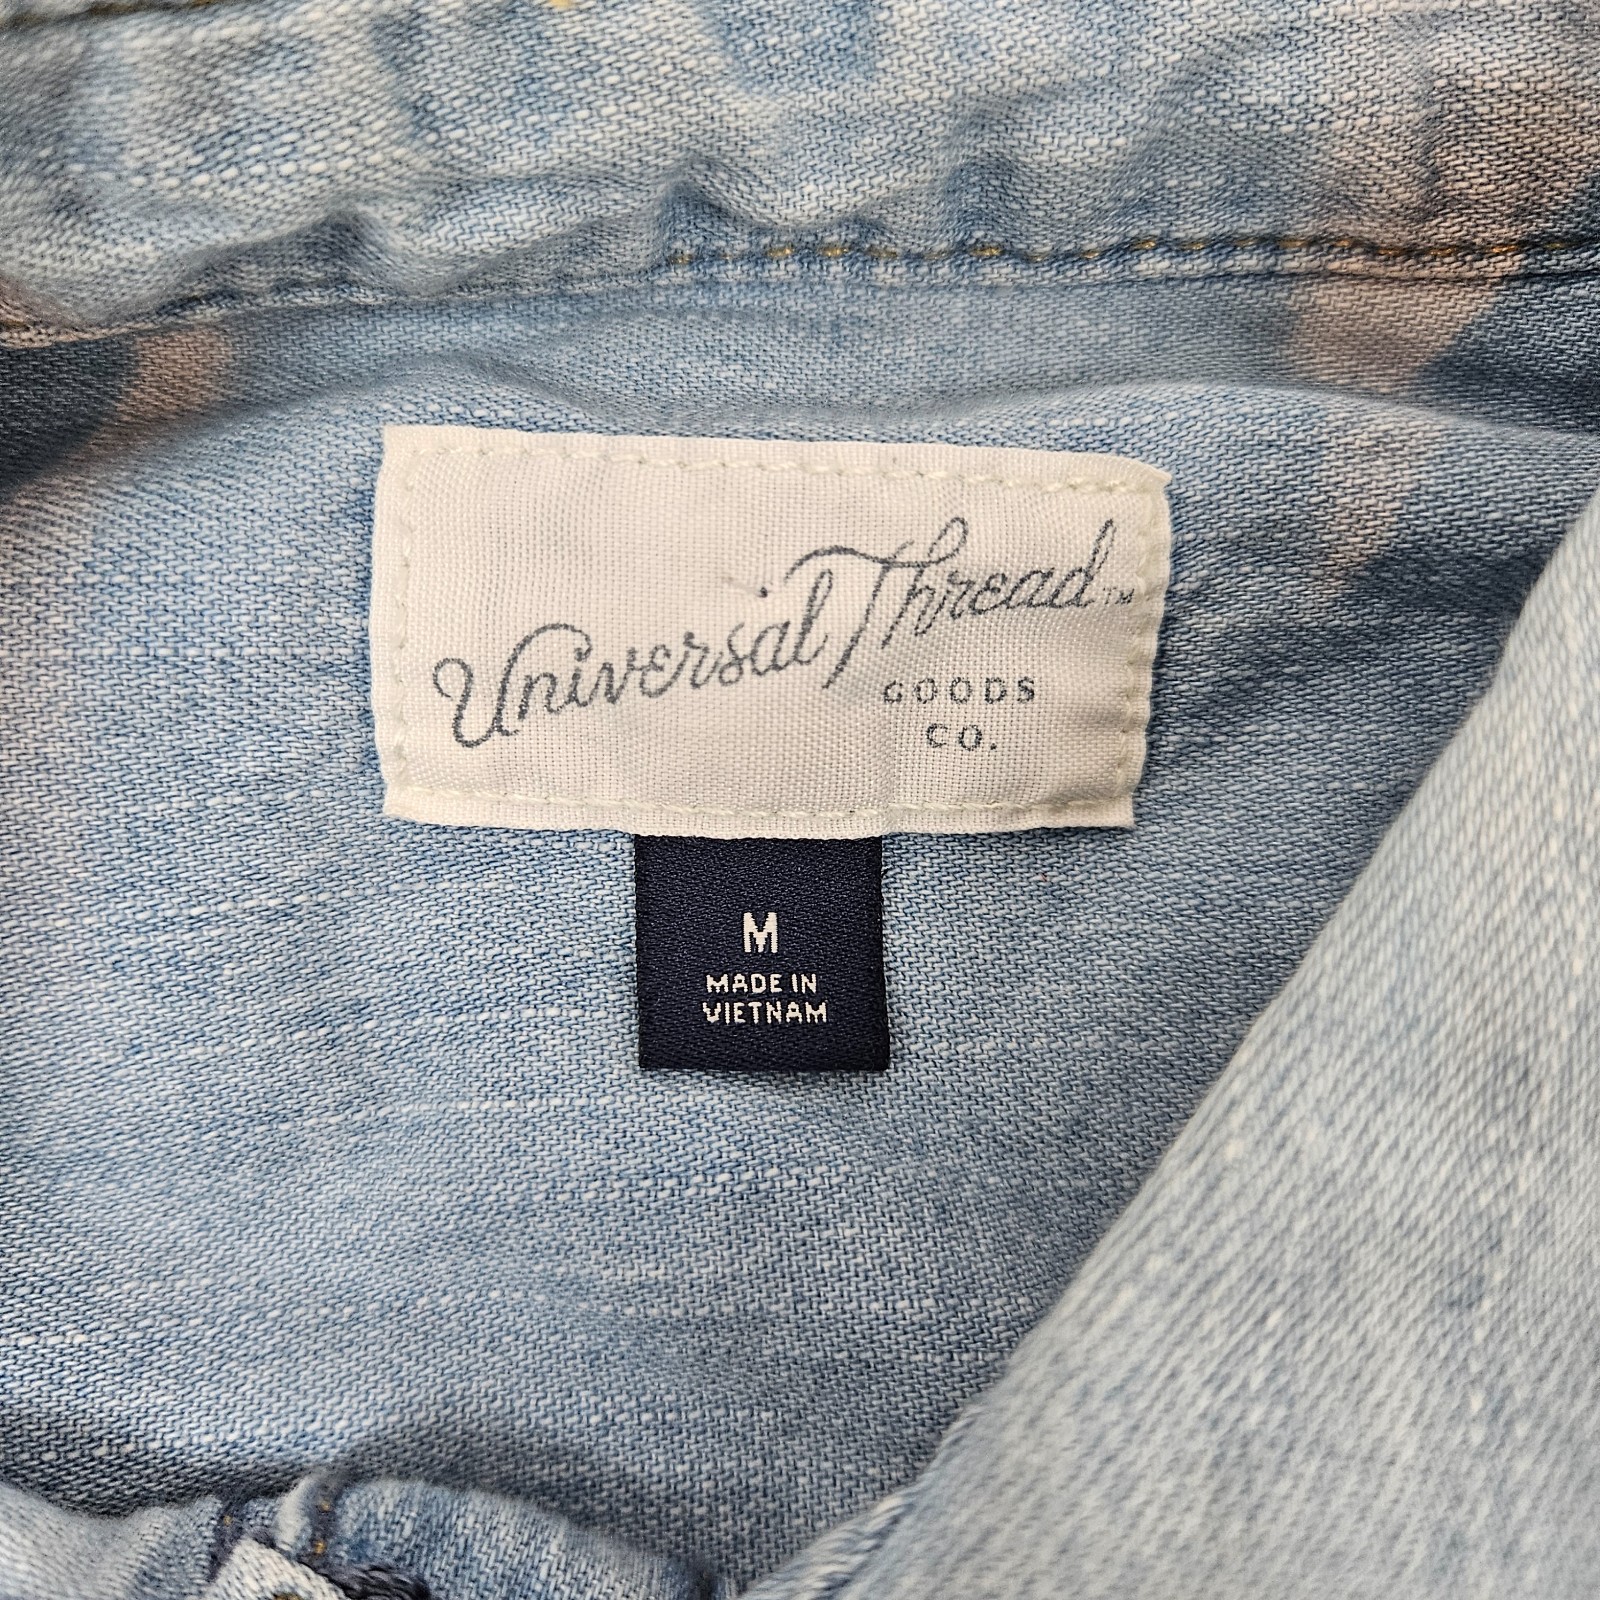 Universal Thread™
GOODS
CO.
M
MADE IN
VIETNAM